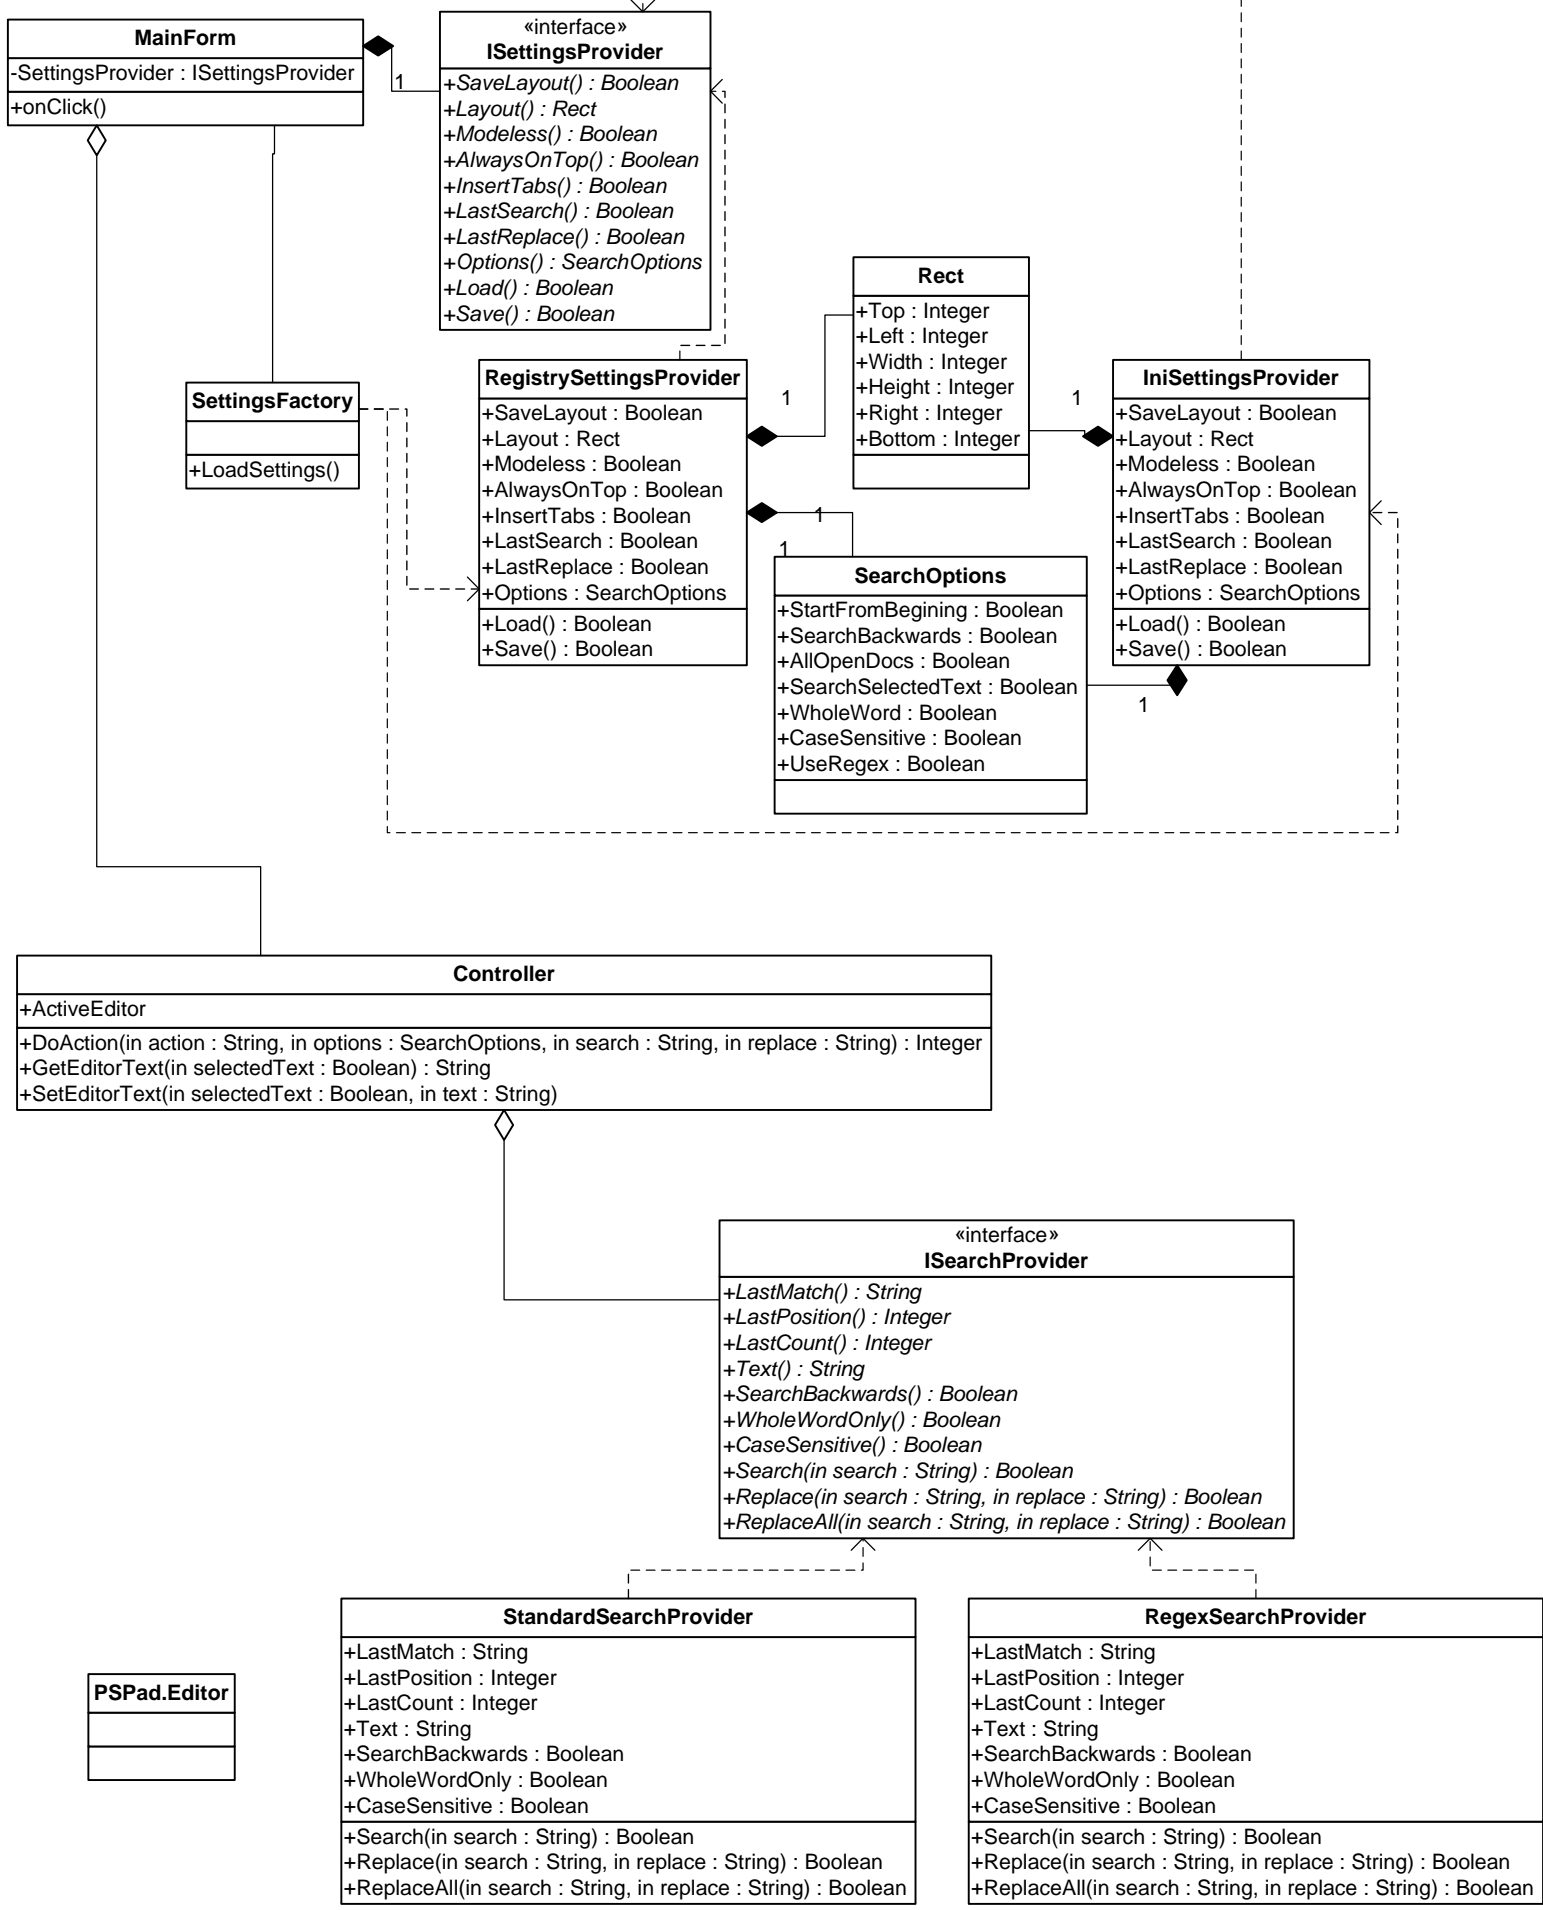 MainForm
-SettingsProvider : ISettingsProvider
+onClick()
1
«interface»
ISettingsProvider
+SaveLayout() : Boolean
+Layout() : Rect
+Modeless() : Boolean
+AlwaysOnTop() : Boolean
+InsertTabs() : Boolean
+LastSearch() : Boolean
+LastReplace() : Boolean
+Options() : SearchOptions
+Load() : Boolean
+Save() : Boolean
SettingsFactory
+LoadSettings()
RegistrySettingsProvider
+SaveLayout : Boolean
+Layout : Rect
+Modeless : Boolean
+AlwaysOnTop : Boolean
+InsertTabs : Boolean
+LastSearch : Boolean
+LastReplace : Boolean
+Options : SearchOptions
+Load() : Boolean
+Save() : Boolean
1
1
1
Rect
+Top : Integer
+Left : Integer
+Width : Integer
+Height : Integer
+Right : Integer
+Bottom : Integer
1
SearchOptions
+StartFromBegining : Boolean
+SearchBackwards : Boolean
+AllOpenDocs : Boolean
+SearchSelectedText : Boolean
+WholeWord : Boolean
+CaseSensitive : Boolean
+UseRegex : Boolean
1
IniSettingsProvider
+SaveLayout : Boolean
+Layout : Rect
+Modeless : Boolean
+AlwaysOnTop : Boolean
+InsertTabs : Boolean
+LastSearch : Boolean
+LastReplace : Boolean
+Options : SearchOptions
+Load() : Boolean
+Save() : Boolean
Controller
+ActiveEditor
+DoAction(in action : String, in options : SearchOptions, in search : String, in replace : String) : Integer
+GetEditorText(in selectedText : Boolean) : String
+SetEditorText(in selectedText : Boolean, in text : String)
«interface»
ISearchProvider
+LastMatch() : String
+LastPosition() : Integer
+LastCount() : Integer
+Text() : String
+SearchBackwards() : Boolean
+WholeWordOnly() : Boolean
+CaseSensitive() : Boolean
+Search(in search : String) : Boolean
+Replace(in search : String, in replace : String) : Boolean
+ReplaceAll(in search : String, in replace : String) : Boolean
PSPad.Editor
StandardSearchProvider
+LastMatch : String
+LastPosition : Integer
+LastCount : Integer
+Text : String
+SearchBackwards : Boolean
+WholeWordOnly : Boolean
+CaseSensitive : Boolean
+Search(in search : String) : Boolean
+Replace(in search : String, in replace : String) : Boolean
+ReplaceAll(in search : String, in replace : String) : Boolean
RegexSearchProvider
+LastMatch : String
+LastPosition : Integer
+LastCount : Integer
+Text : String
+SearchBackwards : Boolean
+WholeWordOnly : Boolean
+CaseSensitive : Boolean
+Search(in search : String) : Boolean
+Replace(in search : String, in replace : String) : Boolean
+ReplaceAll(in search : String, in replace : String) : Boolean